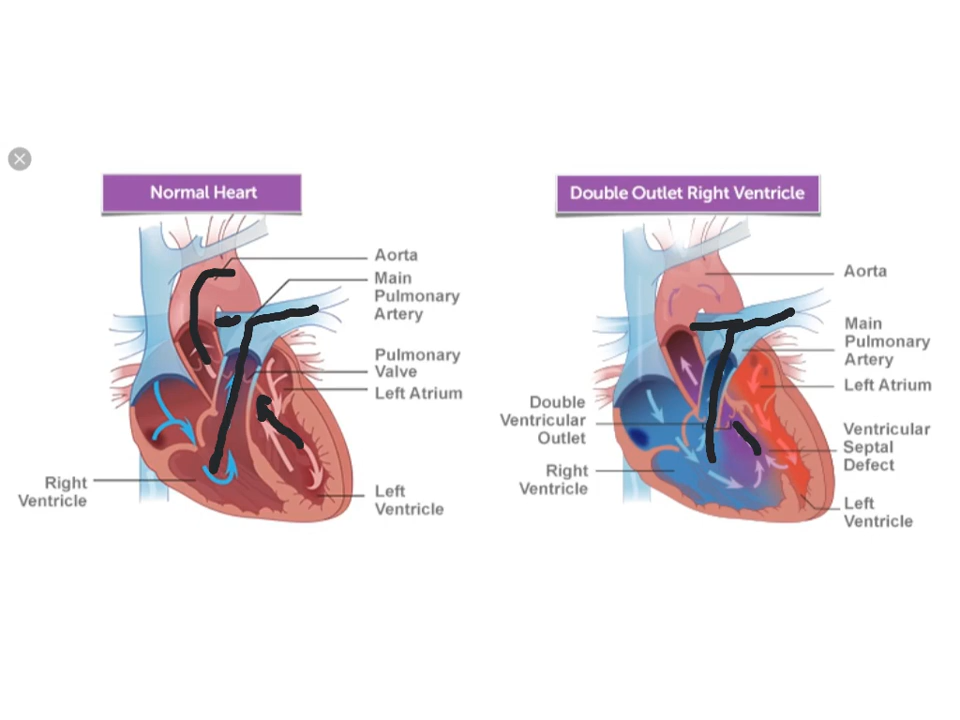 Normal Heart
Aorta
Main
Pulmonary
Artery
Pulmonary
Valve
Left Atrium
Right
Ventricle
Left
Ventricle
Double Outlet Right Ventricle
Aorta
Main
Pulmonary
Artery
Left Atrium
Double
Ventricular
Outlet
Ventricular
Septal
Defect
Right
Ventricle
Left
Ventricle